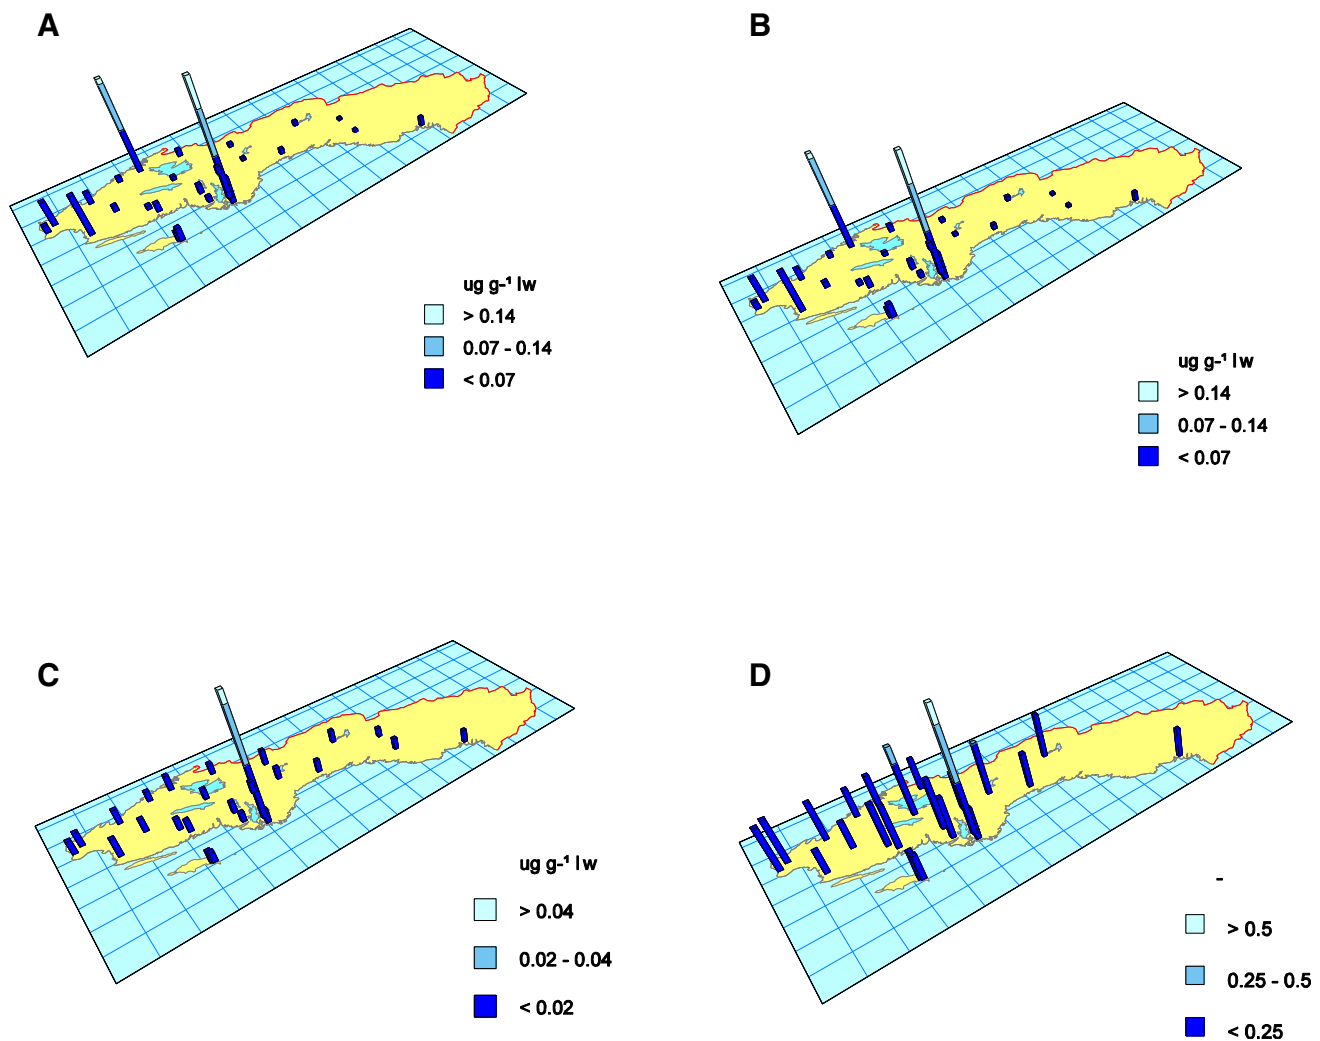 A
B
ug g-¹ lw
> 0.14
0.07 - 0.14
< 0.07
ug g-¹ lw
> 0.14
0.07 - 0.14
< 0.07
C
D
ug g-¹ lw
> 0.04
0.02 - 0.04
< 0.02
-
> 0.5
0.25 - 0.5
< 0.25